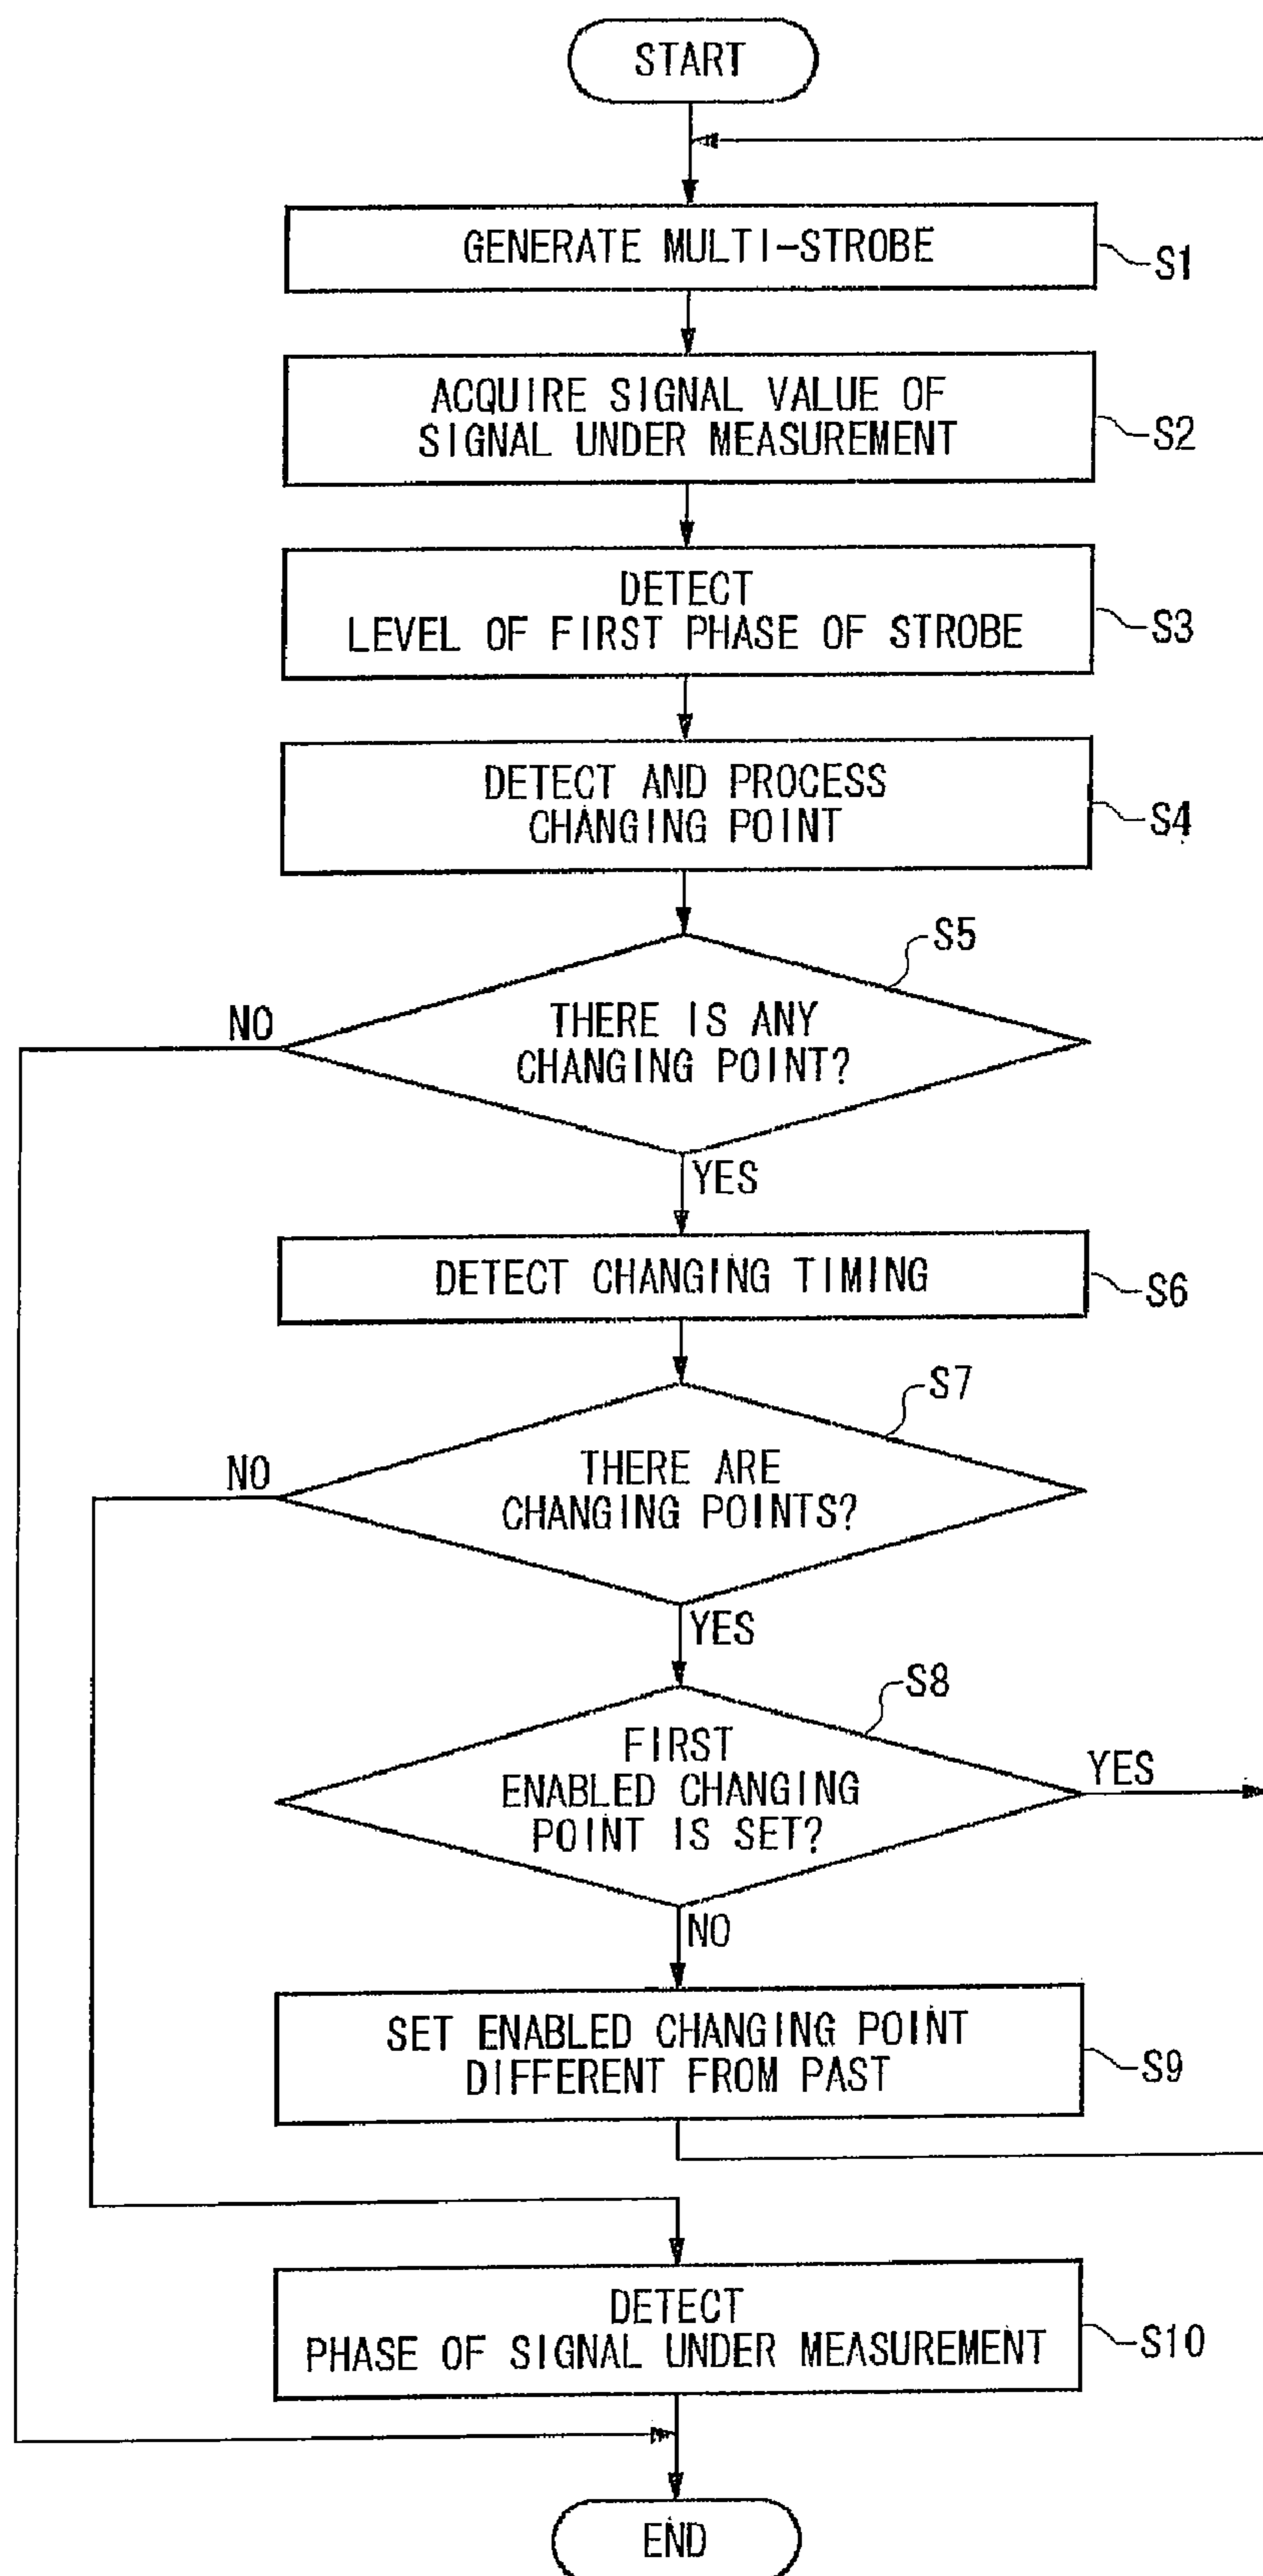 START
GENERATE MULTI-STROBE
S1
ACQUIRE SIGNAL VALUE OF
SIGNAL UNDER MEASUREMENT
S2
DETECT
LEVEL OF FIRST PHASE OF STROBE
S3
DETECT AND PROCESS
CHANGING POINT
S4
S5
NO
THERE IS ANY
CHANGING POINT?
YES
DETECT CHANGING TIMING
S6
S7
NO
THERE ARE
CHANGING POINTS?
YES
S8
FIRST
ENABLED CHANGING
POINT IS SET?
YES
NO
SET ENABLED CHANGING POINT
DIFFERENT FROM PAST
S9
DETECT
PHASE OF SIGNAL UNDER MEASUREMENT
S10
END